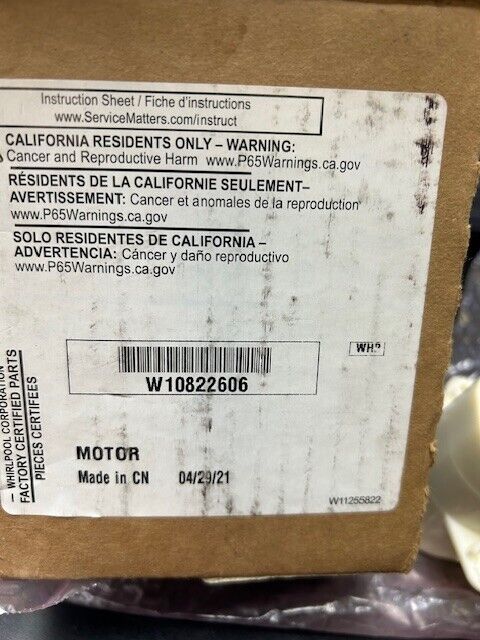 Instruction Sheet / Fiche d'instructions
www.ServiceMatters.com/instruct
CALIFORNIA RESIDENTS ONLY – WARNING:
Cancer and Reproductive Harm www.P65Warnings.ca.gov
RÉSIDENTS DE LA CALIFORNIE SEULEMENT–
AVERTISSEMENT: Cancer et anomales de la reproduction
www.P65Warnings.ca.gov
SOLO RESIDENTES DE CALIFORNIA –
ADVERTENCIA: Cáncer y daño reproductivo
www.P65Warnings.ca.gov
WHP
W10822606
– WHIRLPOOL CORPORATION
FACTORY CERTIFIED PARTS
PIECES CERTIFEES
MOTOR
Made in CN 04/29/21
W11255822